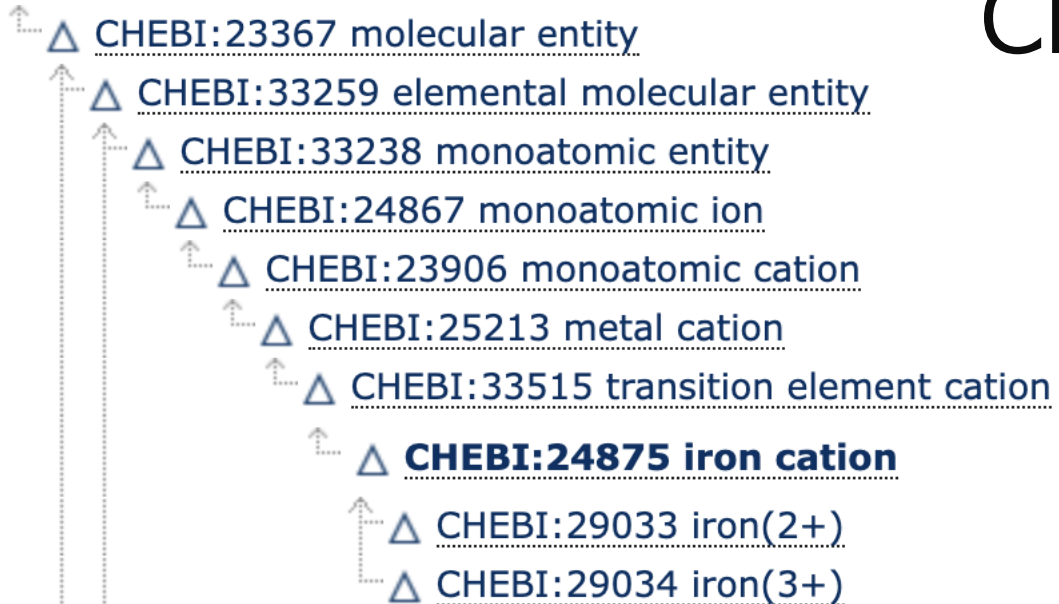 CHEBI:23367 molecular entity
CHEBI:33259 elemental molecular entity
CHEBI:33238 monoatomic entity
CHEBI:24867 monoatomic ion
CHEBI:23906 monoatomic cation
CHEBI:25213 metal cation
CHEBI:33515 transition element cation
CHEBI:24875 iron cation
CHEBI:29033 iron(2+)
CHEBI:29034 iron(3+)